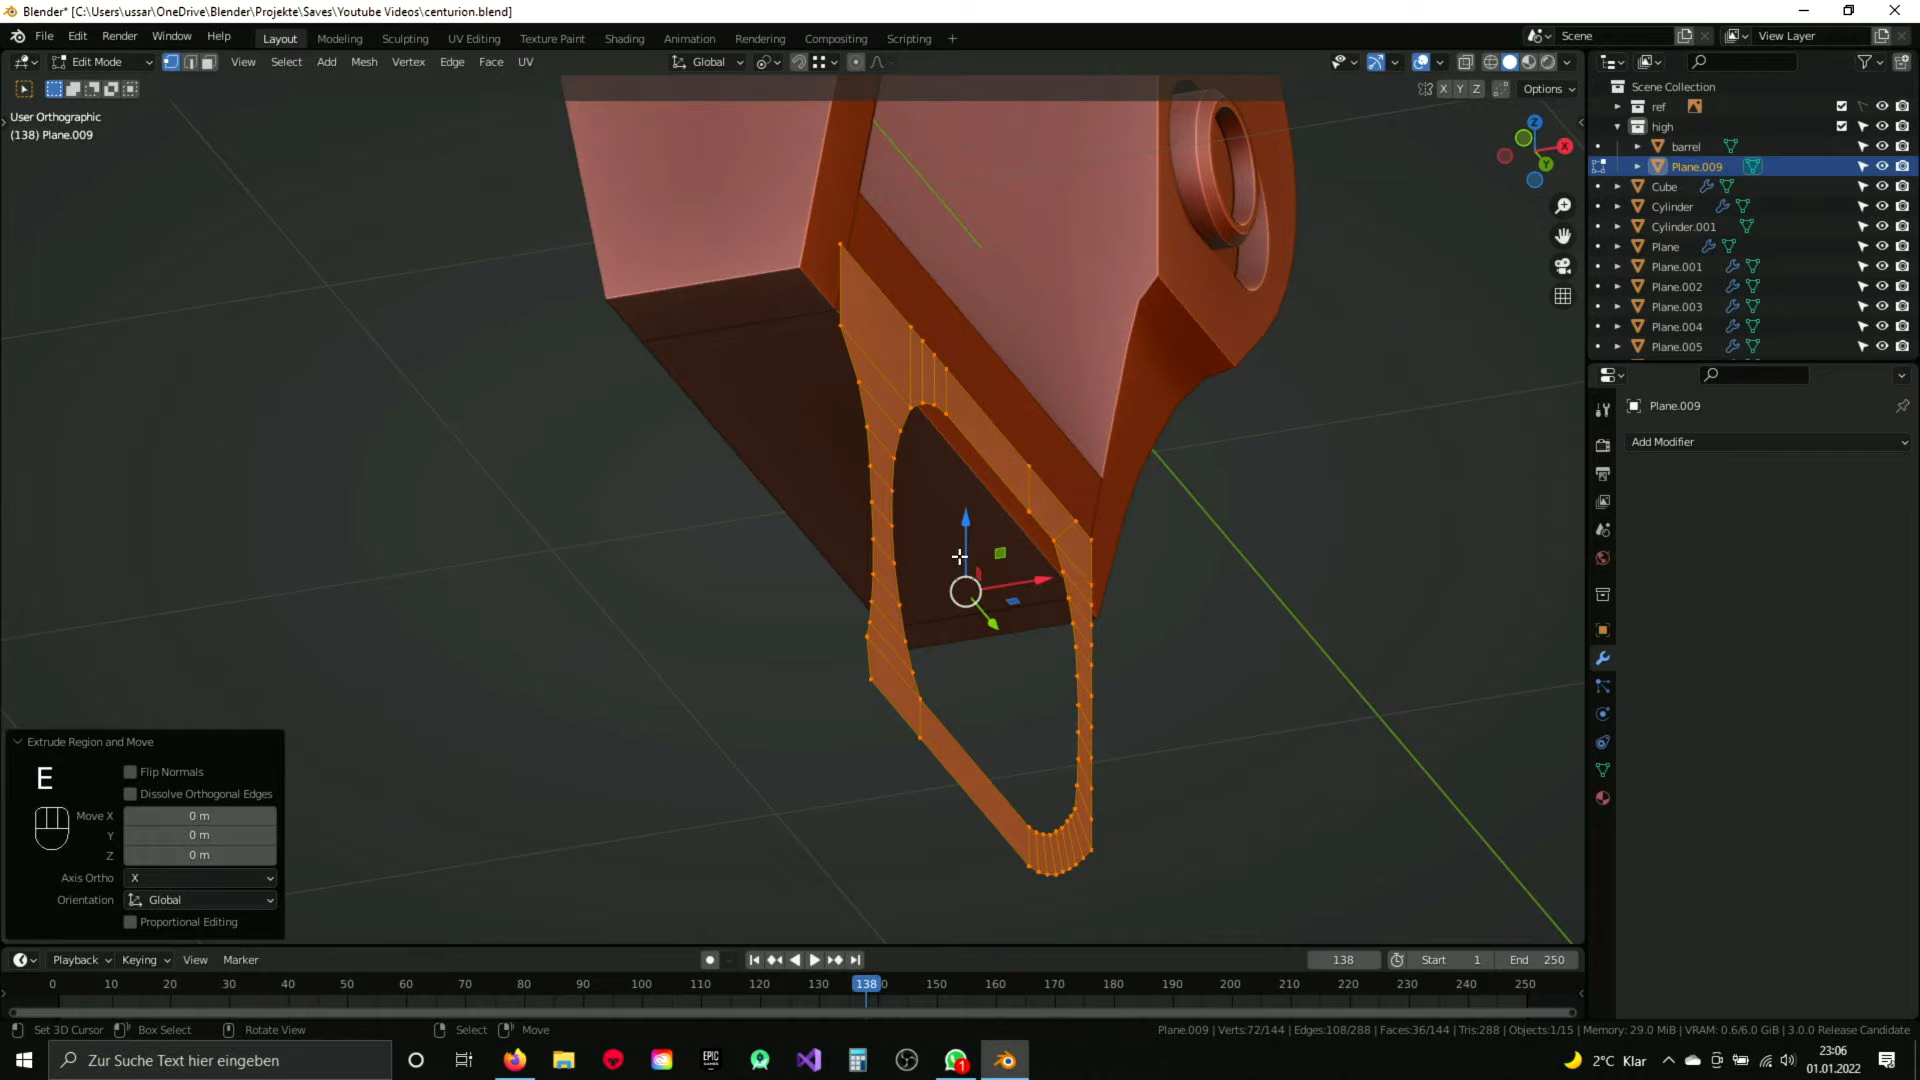 Blender* [C:\Users\ussar\OneDrive\Blender\Projekte\Saves\Youtube Videos\centurion.blend]
File Edit Render Window Help Layout Modeling Sculpting UV Editing Texture Paint Shading Animation Rendering Compositing Scripting + Scene View Layer
Edit Mode View Select Add Mesh Vertex Edge Face UV Global
X Y Z Options
User Orthographic
(138) Plane.009
Z
X
Y
Scene Collection
ref
high
barrel
Plane.009
Cube
Cylinder
Cylinder.001
Plane
Plane.001
Plane.002
Plane.003
Plane.004
Plane.005
Plane.009
Add Modifier
Extrude Region and Move
E
Flip Normals
Dissolve Orthogonal Edges
Move X 0 m
Y 0 m
Z 0 m
Axis Ortho X
Orientation Global
Proportional Editing
Playback Keying View Marker 138 Start 1 End 250
0 10 20 30 40 50 60 70 80 90 100 110 120 130 138 0 150 160 170 180 190 200 210 220 230 240 250
Set 3D Cursor Box Select Rotate View Select Move Plane.009 | Verts:72/144 | Edges:108/288 | Faces:36/144 | Tris:288 | Objects:1/15 | Memory: 29.0 MiB | VRAM: 0.6/6.0 GiB | 3.0.0 Release Candidate
Zur Suche Text hier eingeben EPIC GAMES 1 2°C Klar 23:06
01.01.2022